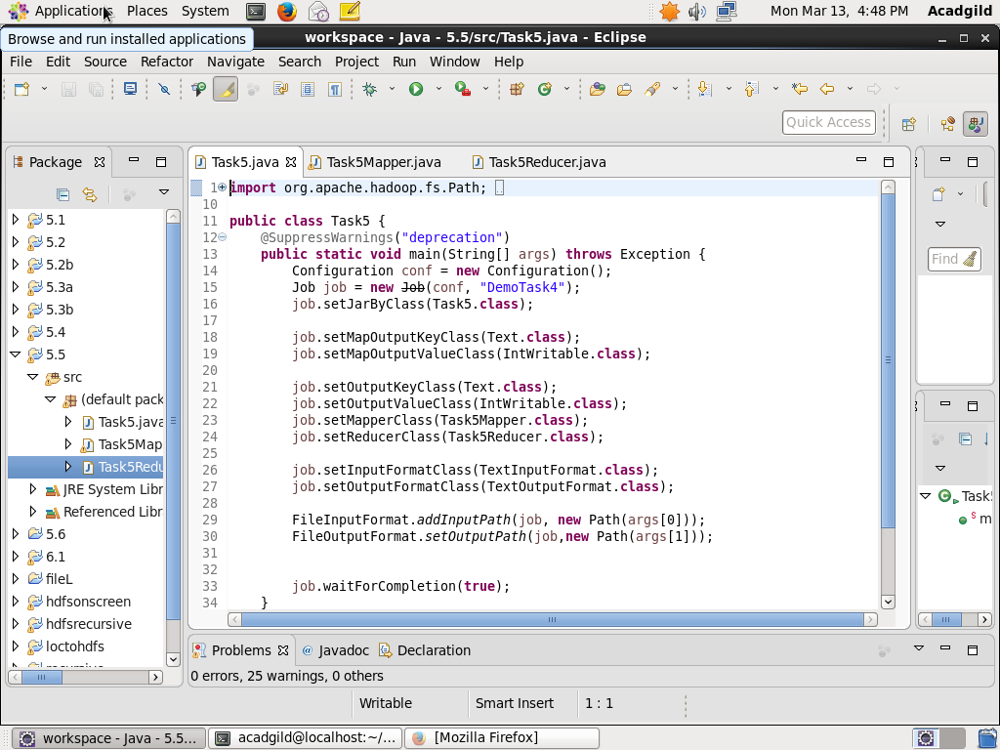 Applications Places System Mon Mar 13, 4:48 PM Acadgild
Browse and run installed applications
workspace - Java - 5.5/src/Task5.java - Eclipse
File Edit Source Refactor Navigate Search Project Run Window Help
Quick Access
Package
Task5.java Task5Mapper.java Task5Reducer.java
5.1
5.2
5.2b
5.3a
5.3b
5.4
5.5
src
(default pack
Task5.java
Task5Map
Task5Redu
JRE System Libr
Referenced Libr
5.6
6.1
fileL
hdfsonscreen
hdfsrecursive
loctohdfs
1 import org.apache.hadoop.fs.Path;
10
11 public class Task5 {
12 @SuppressWarnings("deprecation")
13 public static void main(String[] args) throws Exception {
14 Configuration conf = new Configuration();
15 Job job = new Job(conf, "DemoTask4");
16 job.setJarByClass(Task5.class);
17
18 job.setMapOutputKeyClass(Text.class);
19 job.setMapOutputValueClass(IntWritable.class);
20
21 job.setOutputKeyClass(Text.class);
22 job.setOutputValueClass(IntWritable.class);
23 job.setMapperClass(Task5Mapper.class);
24 job.setReducerClass(Task5Reducer.class);
25
26 job.setInputFormatClass(TextInputFormat.class);
27 job.setOutputFormatClass(TextOutputFormat.class);
28
29 FileInputFormat.addInputPath(job, new Path(args[0]));
30 FileOutputFormat.setOutputPath(job,new Path(args[1]));
31
32
33 job.waitForCompletion(true);
34 }
Find
Task5
m
Problems @ Javadoc Declaration
0 errors, 25 warnings, 0 others
Writable Smart Insert 1 : 1
workspace - Java - 5.5... acadgild@localhost:~/... [Mozilla Firefox]